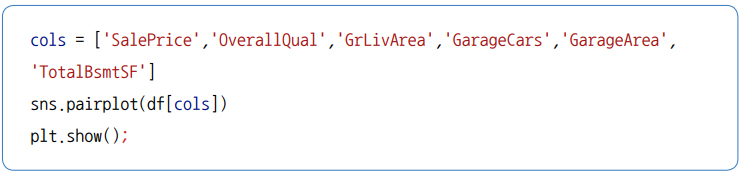 cols = ['SalePrice','OverallQual','GrLivArea','GarageCars','GarageArea',
'TotalBsmtSF']
sns.pairplot(df[cols])
plt.show();